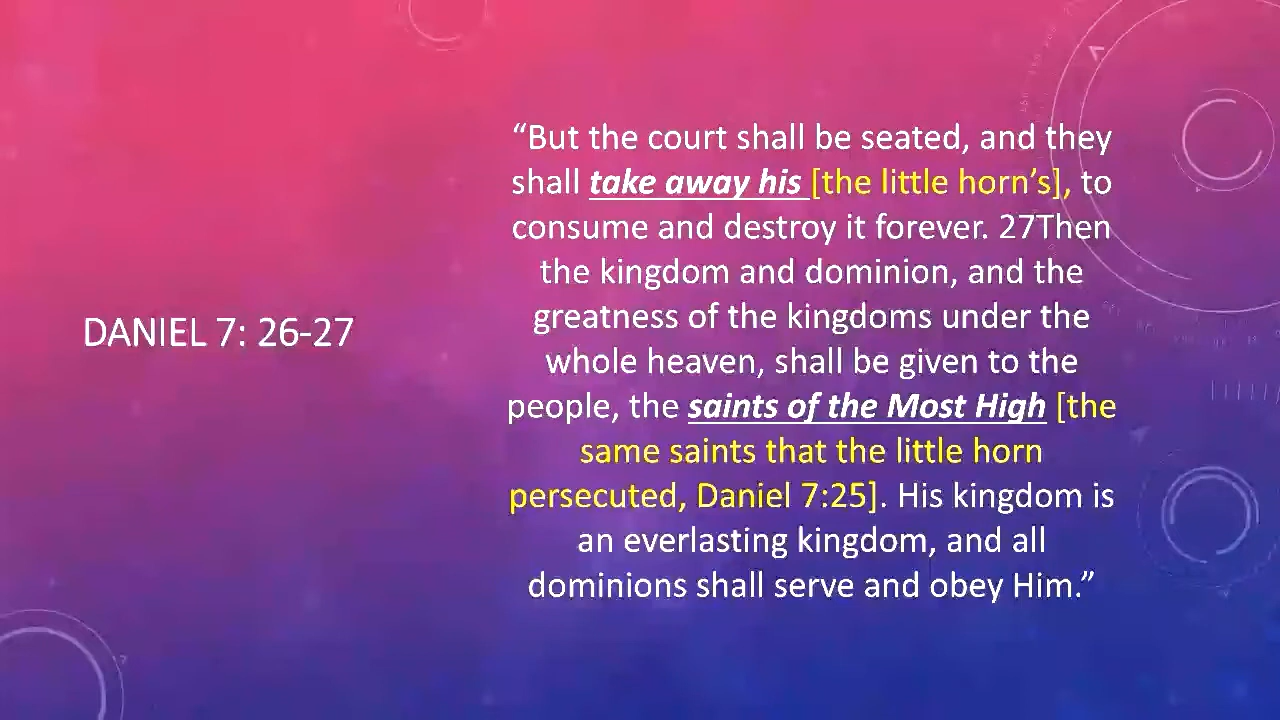 DANIEL 7: 26-27
“But the court shall be seated, and they
shall take away his [the little horn’s], to
consume and destroy it forever. 27Then
the kingdom and dominion, and the
greatness of the kingdoms under the
whole heaven, shall be given to the
people, the saints of the Most High [the
same saints that the little horn
persecuted, Daniel 7:25]. His kingdom is
an everlasting kingdom, and all
dominions shall serve and obey Him.”